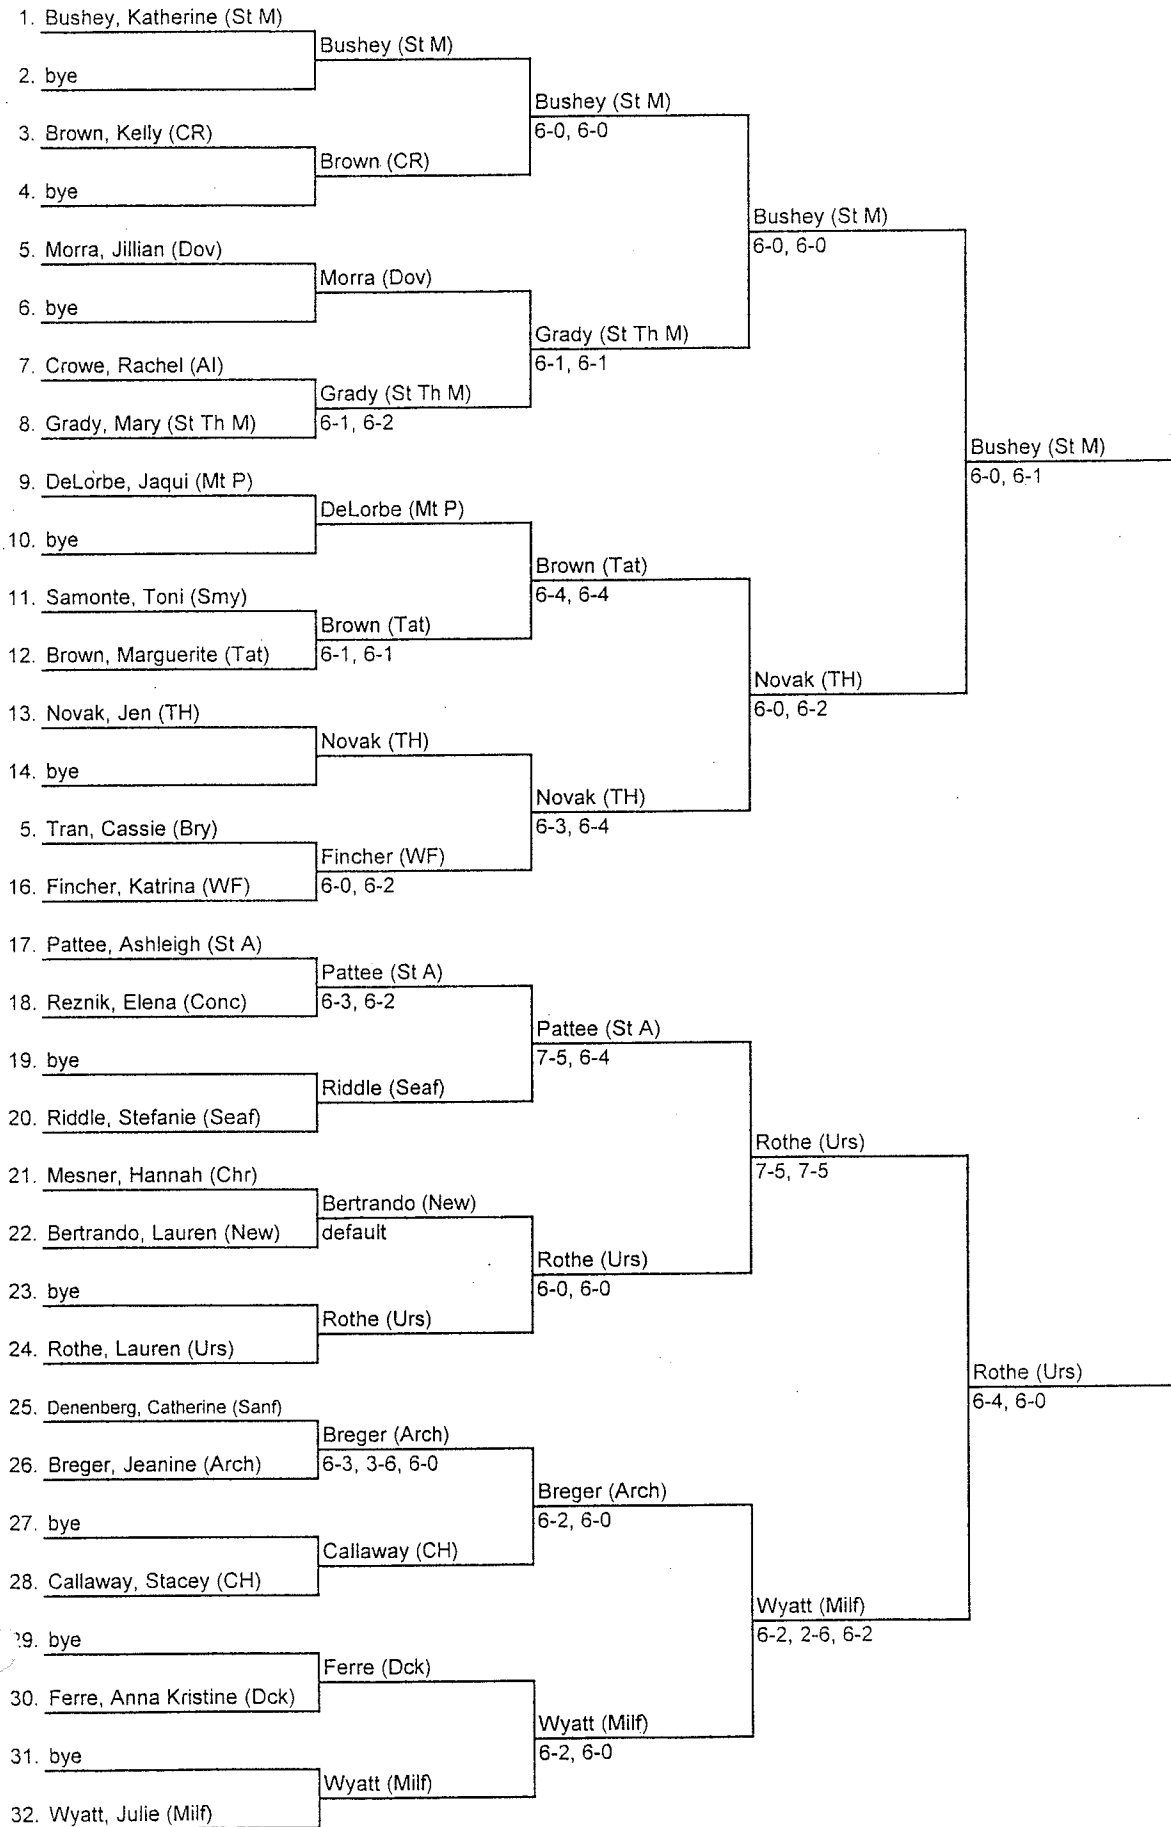 1. Bushey, Katherine (St M)
Bushey (St M)
2. bye
Bushey (St M)
6-0, 6-0
3. Brown, Kelly (CR)
Brown (CR)
4. bye
Bushey (St M)
6-0, 6-0
5. Morra, Jillian (Dov)
Morra (Dov)
6. bye
Grady (St Th M)
6-1, 6-1
7. Crowe, Rachel (AI)
Grady (St Th M)
8. Grady, Mary (St Th M)
6-1, 6-2
Bushey (St M)
6-0, 6-1
9. DeLorbe, Jaqui (Mt P)
DeLorbe (Mt P)
10. bye
Brown (Tat)
6-4, 6-4
11. Samonte, Toni (Smy)
Brown (Tat)
12. Brown, Marguerite (Tat)
6-1, 6-1
Novak (TH)
6-0, 6-2
13. Novak, Jen (TH)
Novak (TH)
14. bye
Novak (TH)
6-3, 6-4
5. Tran, Cassie (Bry)
Fincher (WF)
16. Fincher, Katrina (WF)
6-0, 6-2
17. Pattee, Ashleigh (St A)
Pattee (St A)
18. Reznik, Elena (Conc)
6-3, 6-2
Pattee (St A)
7-5, 6-4
19. bye
Riddle (Seaf)
20. Riddle, Stefanie (Seaf)
Rothe (Urs)
7-5, 7-5
21. Mesner, Hannah (Chr)
Bertrando (New)
22. Bertrando, Lauren (New)
default
Rothe (Urs)
6-0, 6-0
23. bye
Rothe (Urs)
24. Rothe, Lauren (Urs)
Rothe (Urs)
6-4, 6-0
25. Denenberg, Catherine (Sanf)
Breger (Arch)
26. Breger, Jeanine (Arch)
6-3, 3-6, 6-0
Breger (Arch)
6-2, 6-0
27. bye
Callaway (CH)
28. Callaway, Stacey (CH)
Wyatt (Milf)
6-2, 2-6, 6-2
29. bye
Ferre (Dck)
30. Ferre, Anna Kristine (Dck)
Wyatt (Milf)
6-2, 6-0
31. bye
Wyatt (Milf)
32. Wyatt, Julie (Milf)